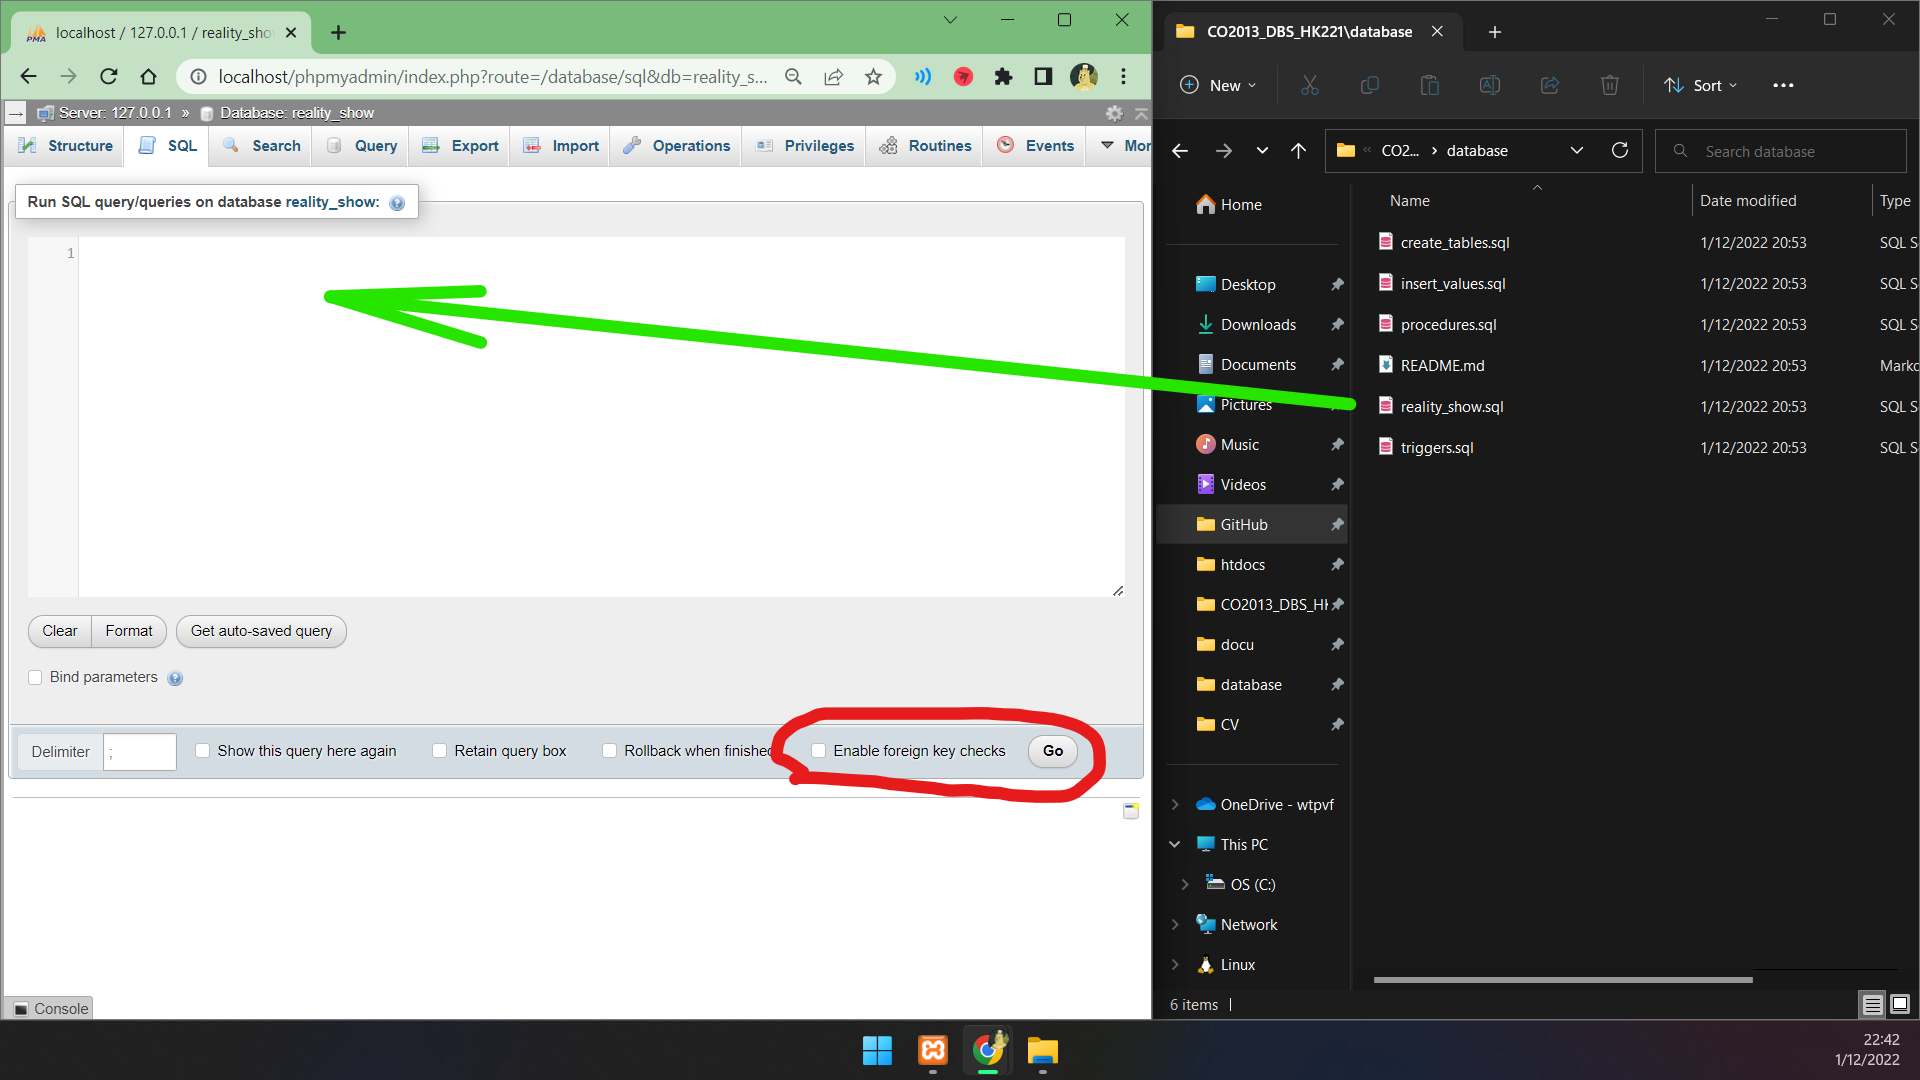 PMA localhost / 127.0.0.1 / reality_sho
localhost/phpmyadmin/index.php?route=/database/sql&db=reality_s...
Server: 127.0.0.1 » Database: reality_show
Structure SQL Search Query Export Import Operations Privileges Routines Events Mor
Run SQL query/queries on database reality_show:
1
Clear Format Get auto-saved query
Bind parameters
Delimiter ; Show this query here again Retain query box Rollback when finished Enable foreign key checks Go
Console
CO2013_DBS_HK221\database
New Sort
« CO2... > database Search database
Name Date modified Type
create_tables.sql 1/12/2022 20:53 SQL S
insert_values.sql 1/12/2022 20:53 SQL S
procedures.sql 1/12/2022 20:53 SQL S
README.md 1/12/2022 20:53 Markd
reality_show.sql 1/12/2022 20:53 SQL S
triggers.sql 1/12/2022 20:53 SQL S
Home
Desktop
Downloads
Documents
Pictures
Music
Videos
GitHub
htdocs
CO2013_DBS_HK
docu
database
CV
OneDrive - wtpvf
This PC
OS (C:)
Network
Linux
6 items
22:42
1/12/2022